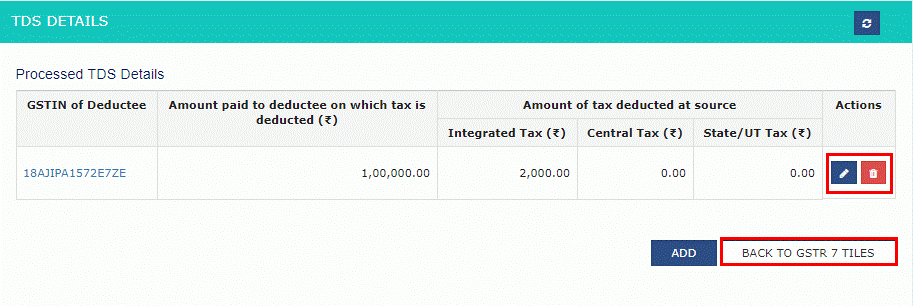 TDS DETAILS
Processed TDS Details
GSTIN of Deductee
Amount paid to deductee on which tax is
deducted (₹)
Amount of tax deducted at source
Actions
Integrated Tax (₹) Central Tax (₹) State/UT Tax (₹)
18AJIPA1572E7ZE 1,00,000.00 2,000.00 0.00 0.00
ADD BACK TO GSTR 7 TILES